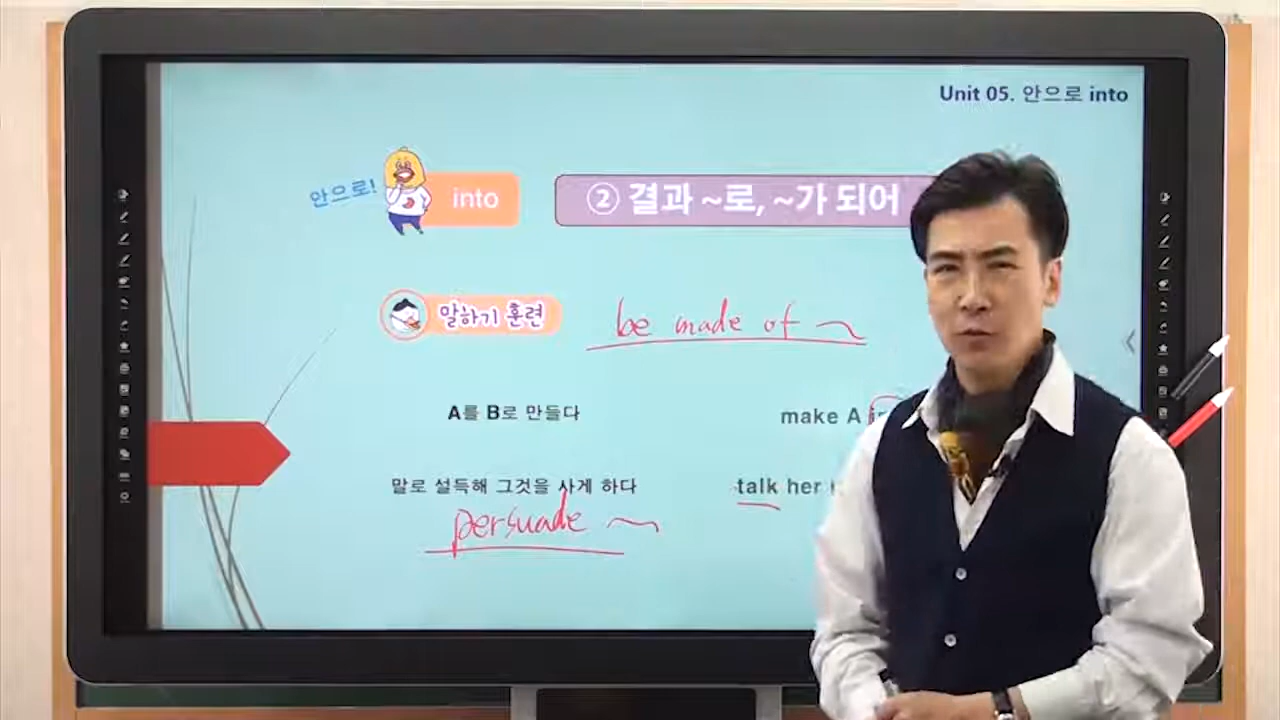 Unit 05. 안으로 into
안으로!
into
② 결과 ~로, ~가 되어
말하기 훈련
be made of ~
A를 B로 만들다
make A
말로 설득해 그것을 사게 하다
talk her
persuade ~